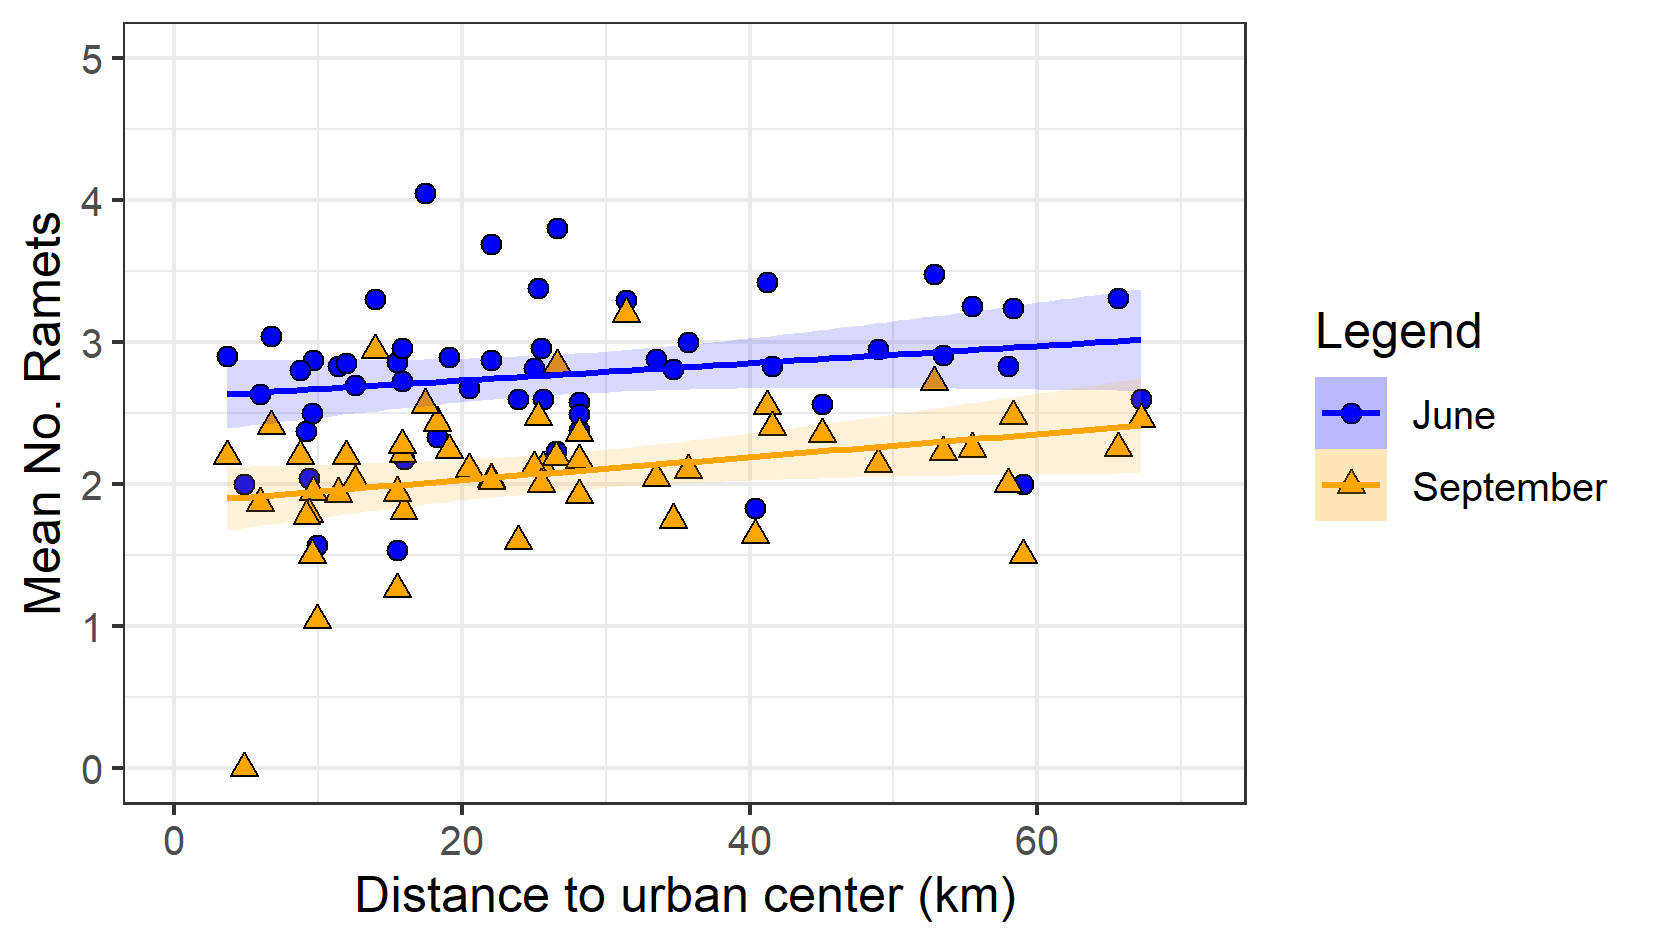 5
4
3
2
1
0
Mean No. Ramets
0 20 40 60
Distance to urban center (km)
Legend
June
September